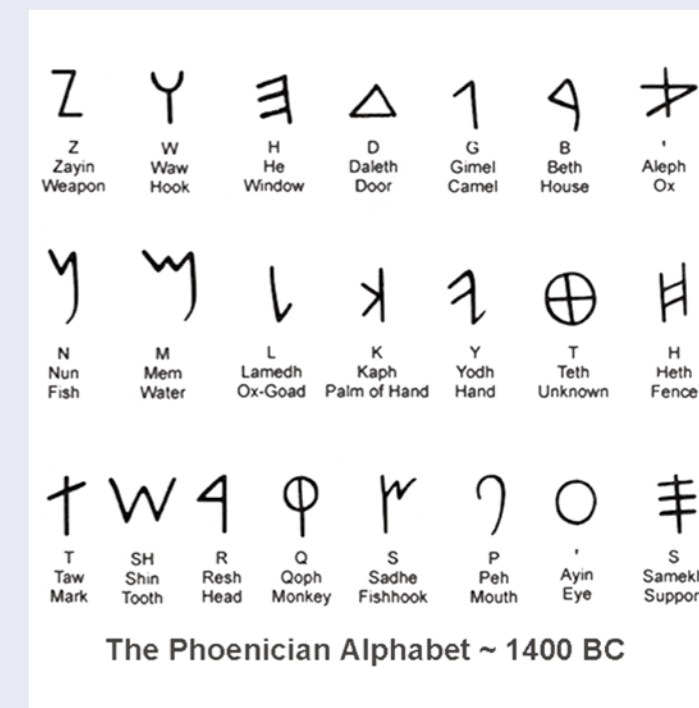 𐤀 𐤁 𐤂 𐤃 𐤄 𐤅 𐤆
Z W H D G B '
Zayin Waw He Daleth Gimel Beth Aleph
Weapon Hook Window Door Camel House Ox
𐤇 𐤈 𐤉 𐤊 𐤋 𐤌 𐤍
N M L K Y T H
Nun Mem Lamedh Kaph Yodh Teth Heth
Fish Water Ox-Goad Palm of Hand Hand Unknown Fence
𐤎 𐤏 𐤐 𐤑 𐤒 𐤓 𐤔 𐤕
T SH R Q S P ' S
Taw Shin Resh Qoph Sadhe Peh Ayin
Mark Tooth Head Monkey Fishhook Mouth Eye Suppor
The Phoenician Alphabet ~ 1400 BC